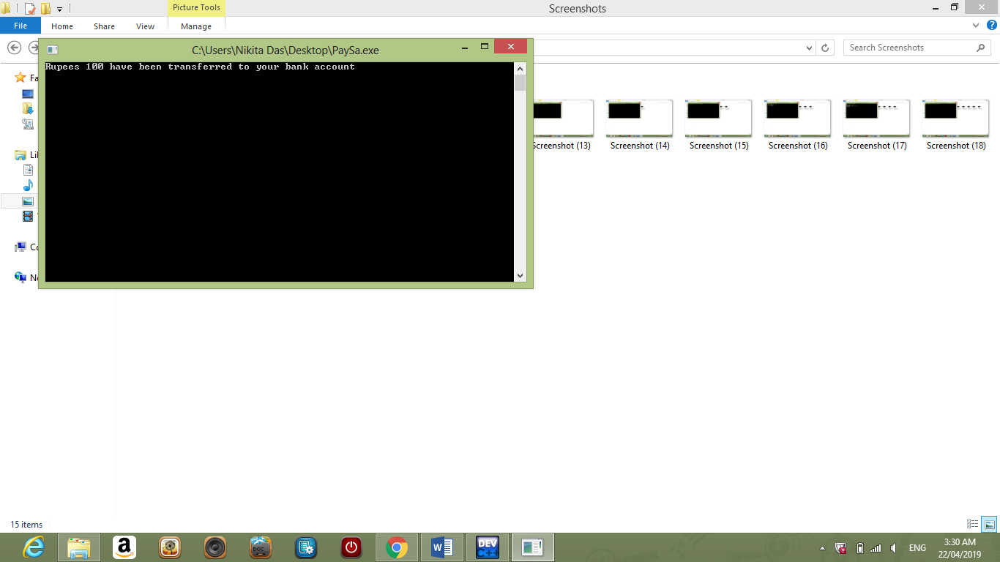 Picture Tools
Screenshots
File
Home
Share
View
Manage
C:\Users\Nikita Das\Desktop\PaySa.exe
Rupees 100 have been transferred to your bank account
Search Screenshots
Fa
Lil
Co
Ne
Screenshot (13)
Screenshot (14)
Screenshot (15)
Screenshot (16)
Screenshot (17)
Screenshot (18)
15 items
DOC
DEV
C++
ENG
3:30 AM
22/04/2019